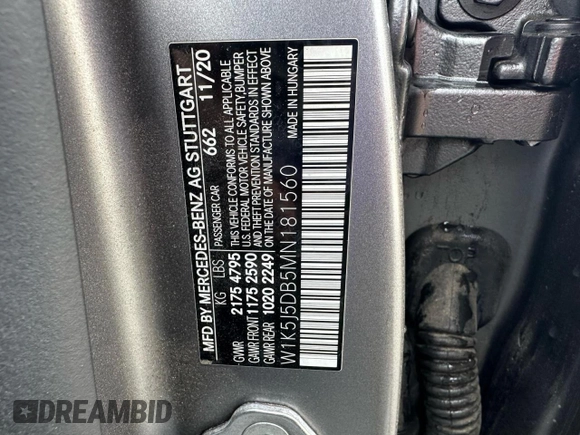 MFD BY MERCEDES-BENZ AG STUTTGART
PASSENGER CAR 662 11/20
KG LBS
GVWR 2175 4795
GAWR FRONT 1175 2590
GAWR REAR 1020 2249
THIS VEHICLE CONFORMS TO ALL APPLICABLE
U.S. FEDERAL MOTOR VEHICLE SAFETY, BUMPER
AND THEFT PREVENTION STANDARDS IN EFFECT
ON THE DATE OF MANUFACTURE SHOWN ABOVE
W1K5J5DB5MN181560
MADE IN HUNGARY
DREAMBID